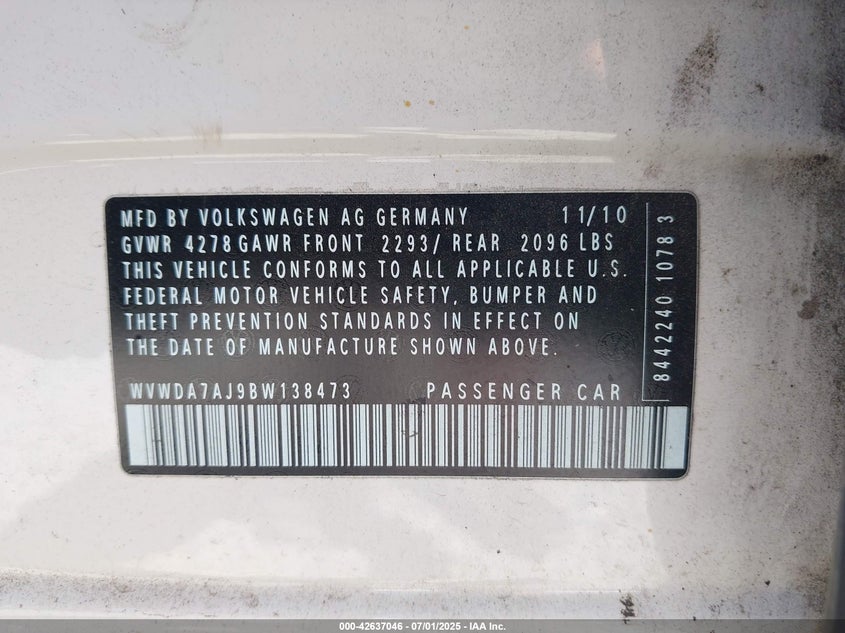 MFD BY VOLKSWAGEN AG GERMANY 11/10
GVWR 4278 GAWR FRONT 2293/ REAR 2096 LBS
THIS VEHICLE CONFORMS TO ALL APPLICABLE U.S.
FEDERAL MOTOR VEHICLE SAFETY, BUMPER AND
THEFT PREVENTION STANDARDS IN EFFECT ON
THE DATE OF MANUFACTURE SHOWN ABOVE.
WVWDA7AJ9BW138473 PASSENGER CAR
8442240 10783
000-42637046 - 07/01/2025 - IAA Inc.